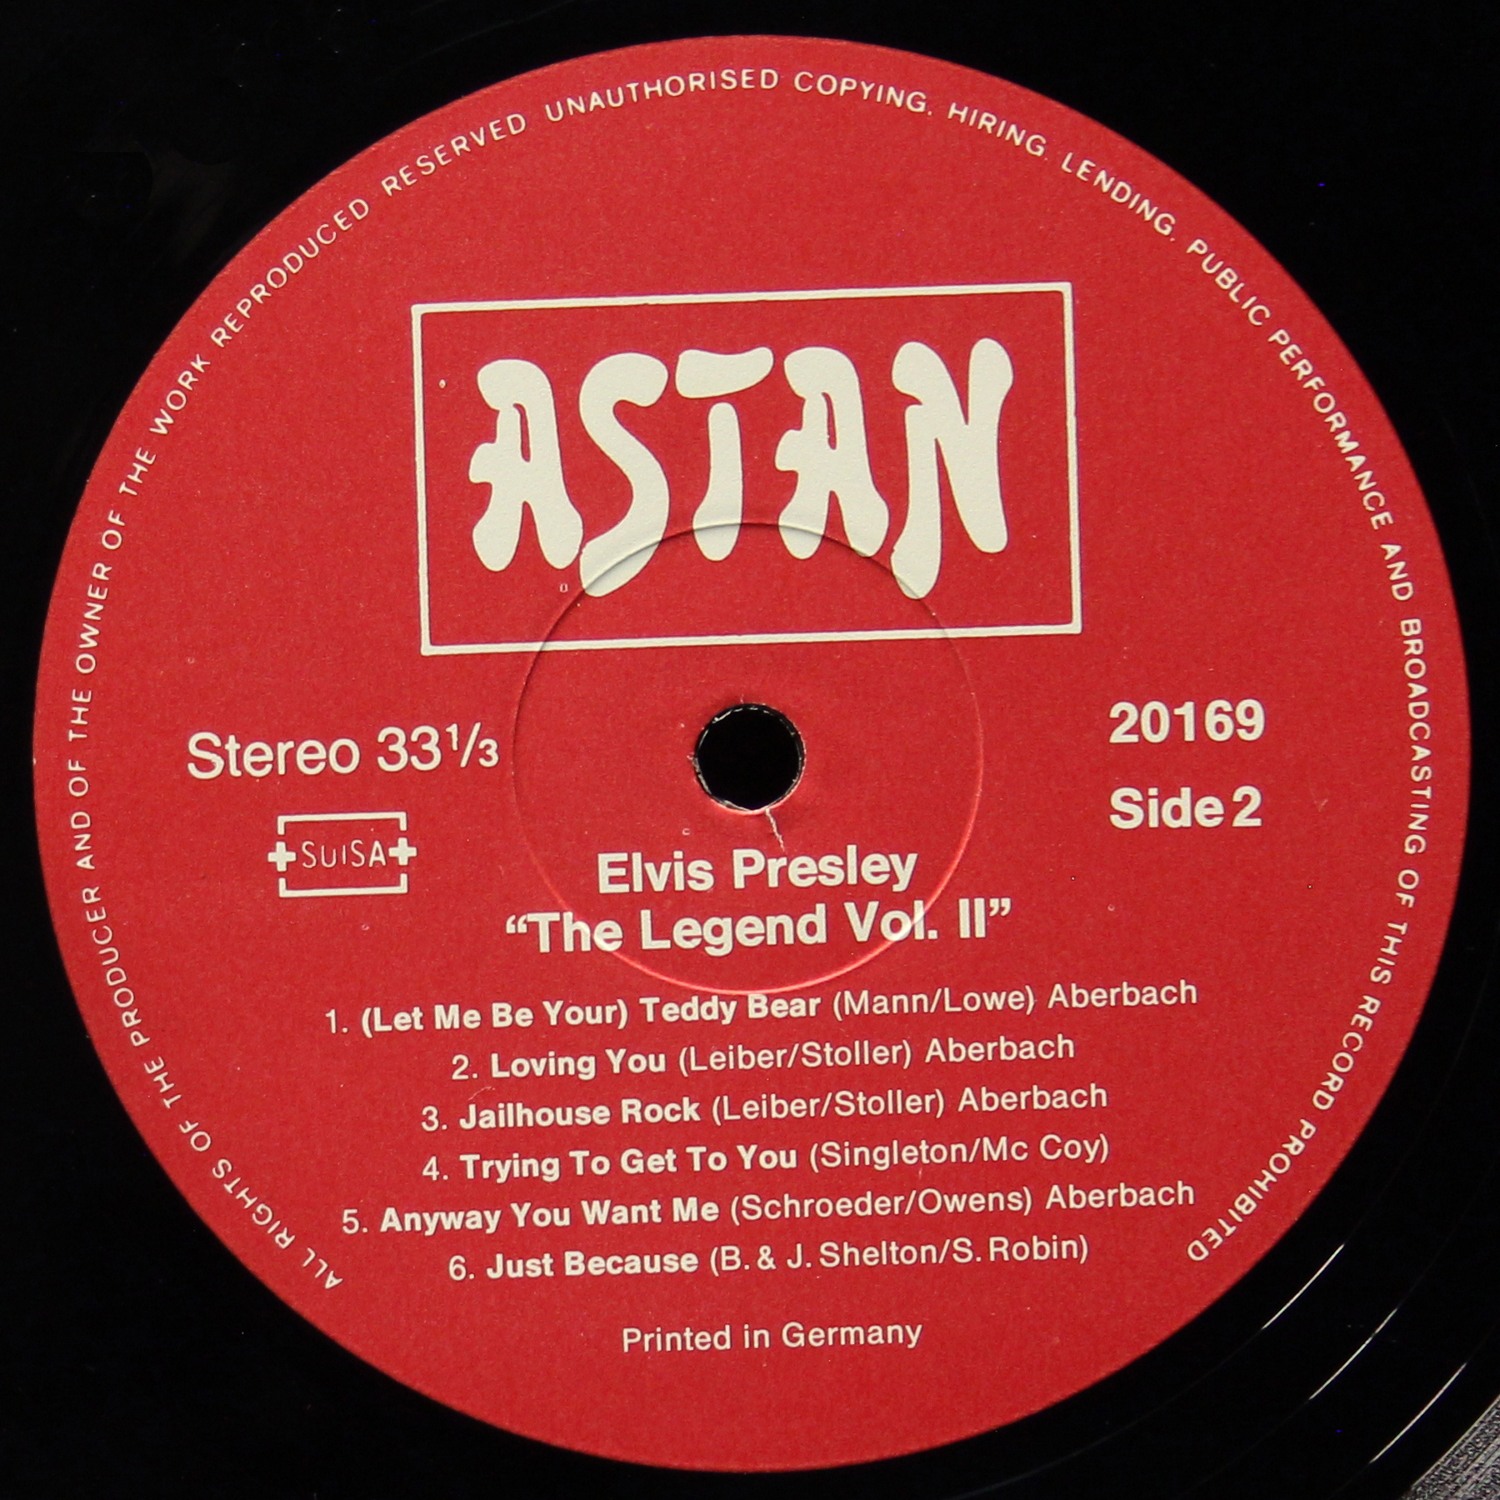 ALL RIGHTS OF THE PRODUCER AND OF THE OWNER OF THE WORK REPRODUCED RESERVED UNAUTHORISED COPYING, HIRING, LENDING, PUBLIC PERFORMANCE AND BROADCASTING OF THIS RECORD PROHIBITED
ASTAN
Stereo 33⅓
20169
SUISA
Side 2
Elvis Presley
“The Legend Vol. II”
1. (Let Me Be Your) Teddy Bear (Mann/Lowe) Aberbach
2. Loving You (Leiber/Stoller) Aberbach
3. Jailhouse Rock (Leiber/Stoller) Aberbach
4. Trying To Get To You (Singleton/Mc Coy)
5. Anyway You Want Me (Schroeder/Owens) Aberbach
6. Just Because (B. & J. Shelton/S. Robin)
Printed in Germany